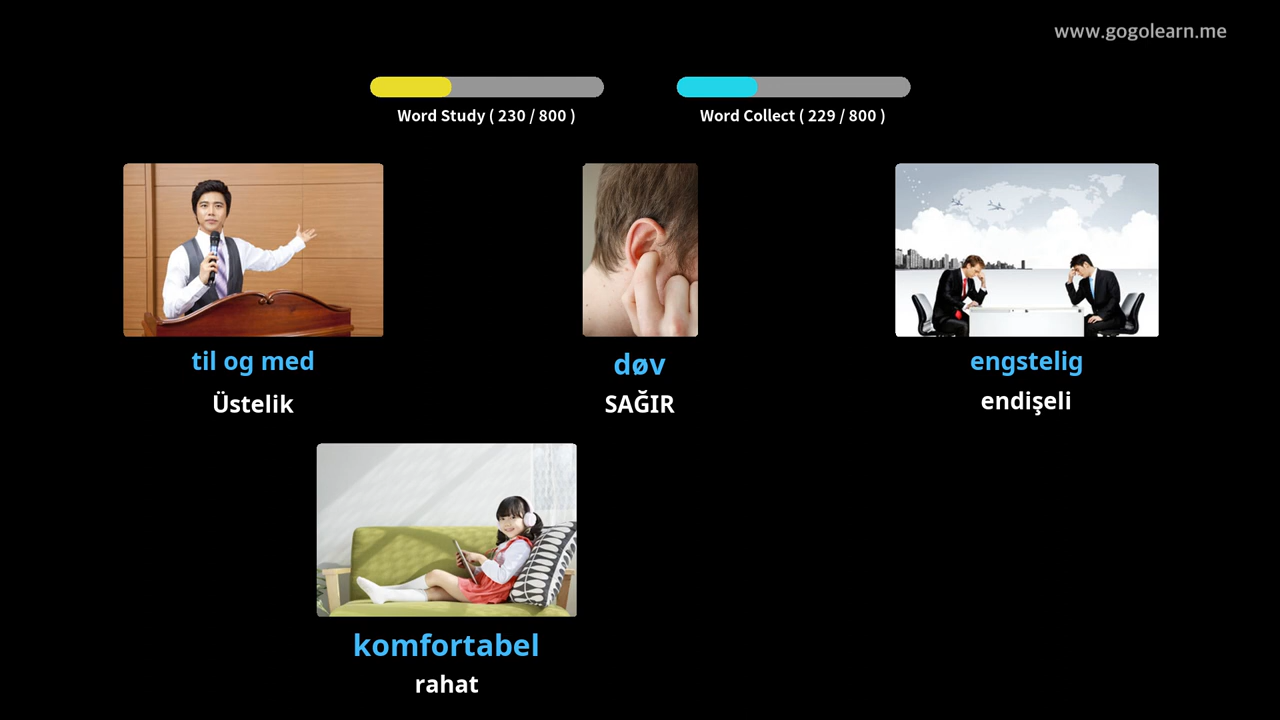 www.gogolearn.me
Word Study ( 230 / 800 )
Word Collect ( 229 / 800 )
til og med
Üstelik
døv
SAĞIR
engstelig
endişeli
komfortabel
rahat